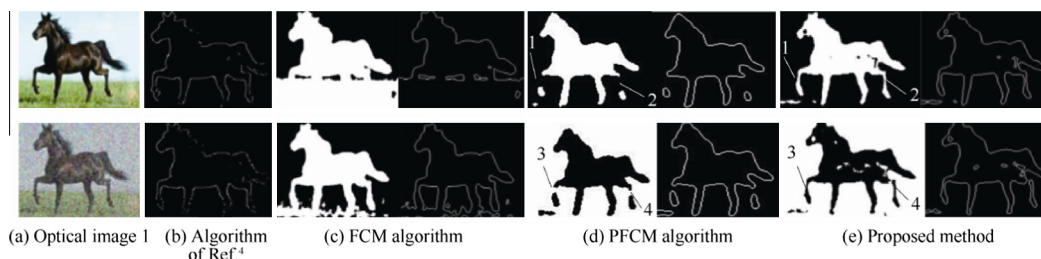 1
2
1
2
3
4
3
4
(a) Optical image 1
(b) Algorithm
of Ref 4
(c) FCM algorithm
(d) PFCM algorithm
(e) Proposed method